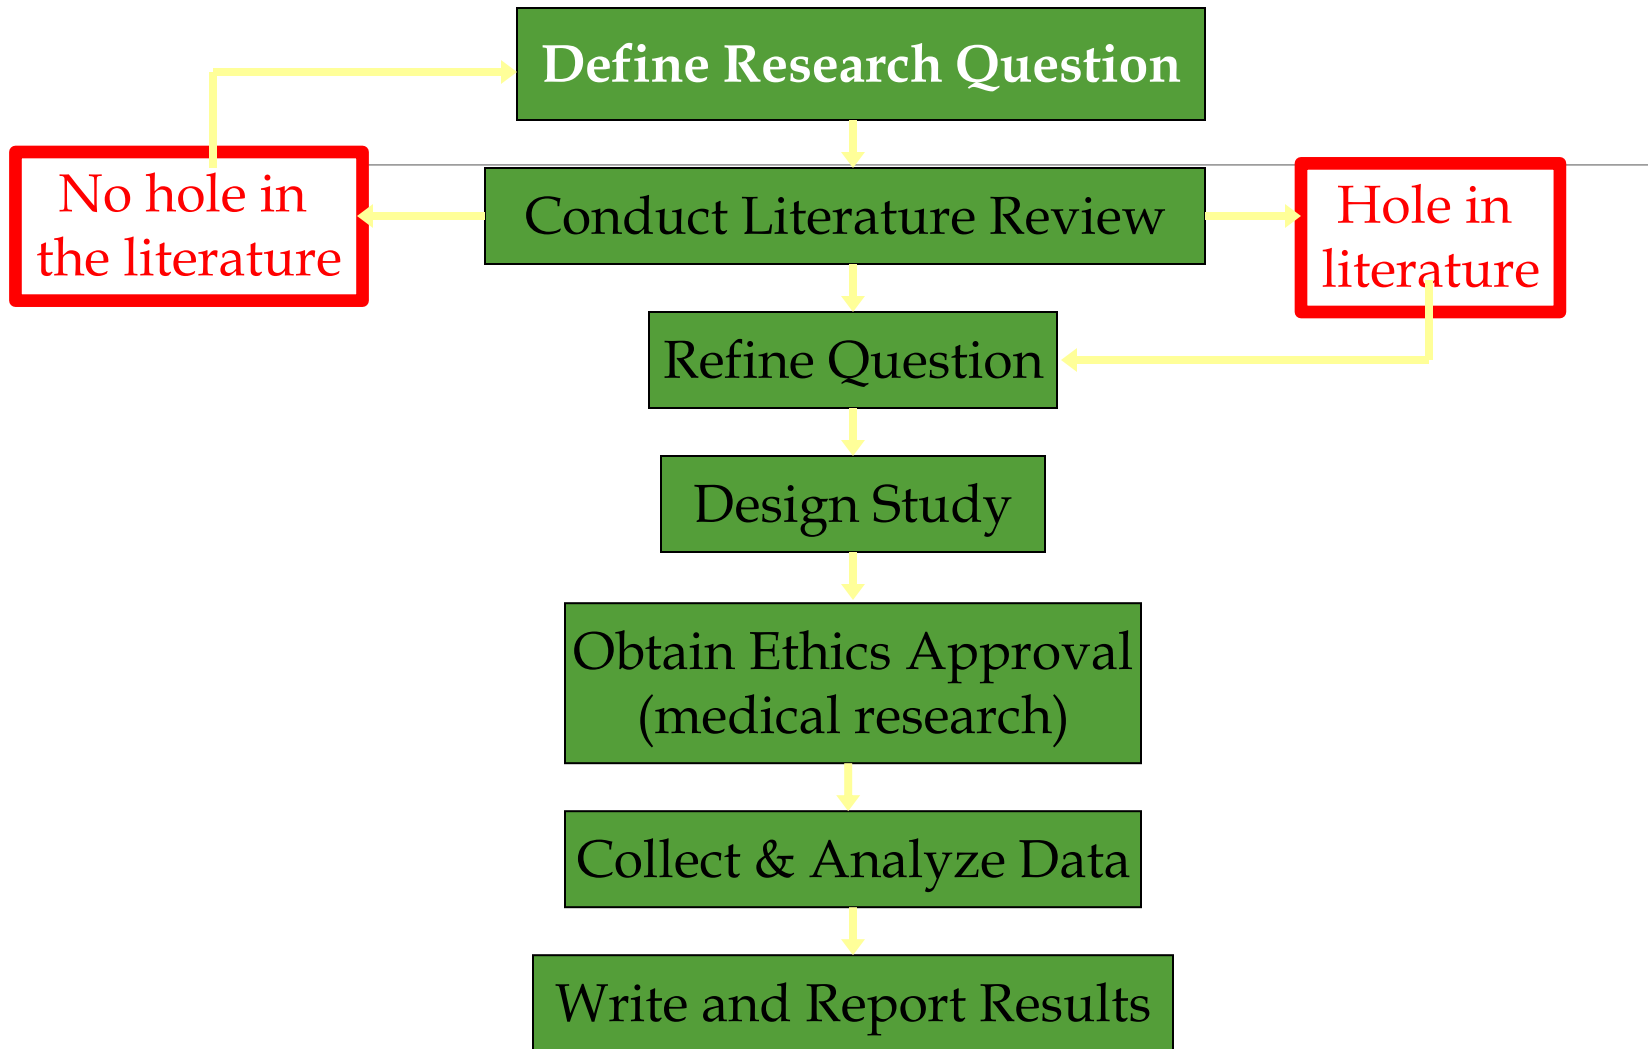 Define Research Question
No hole in
the literature
Conduct Literature Review
Hole in
literature
Refine Question
Design Study
Obtain Ethics Approval
(medical research)
Collect & Analyze Data
Write and Report Results